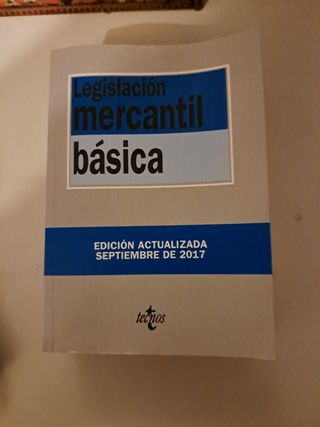 Legislación
mercantil
básica
EDICIÓN ACTUALIZADA
SEPTIEMBRE DE 2017
tecnos